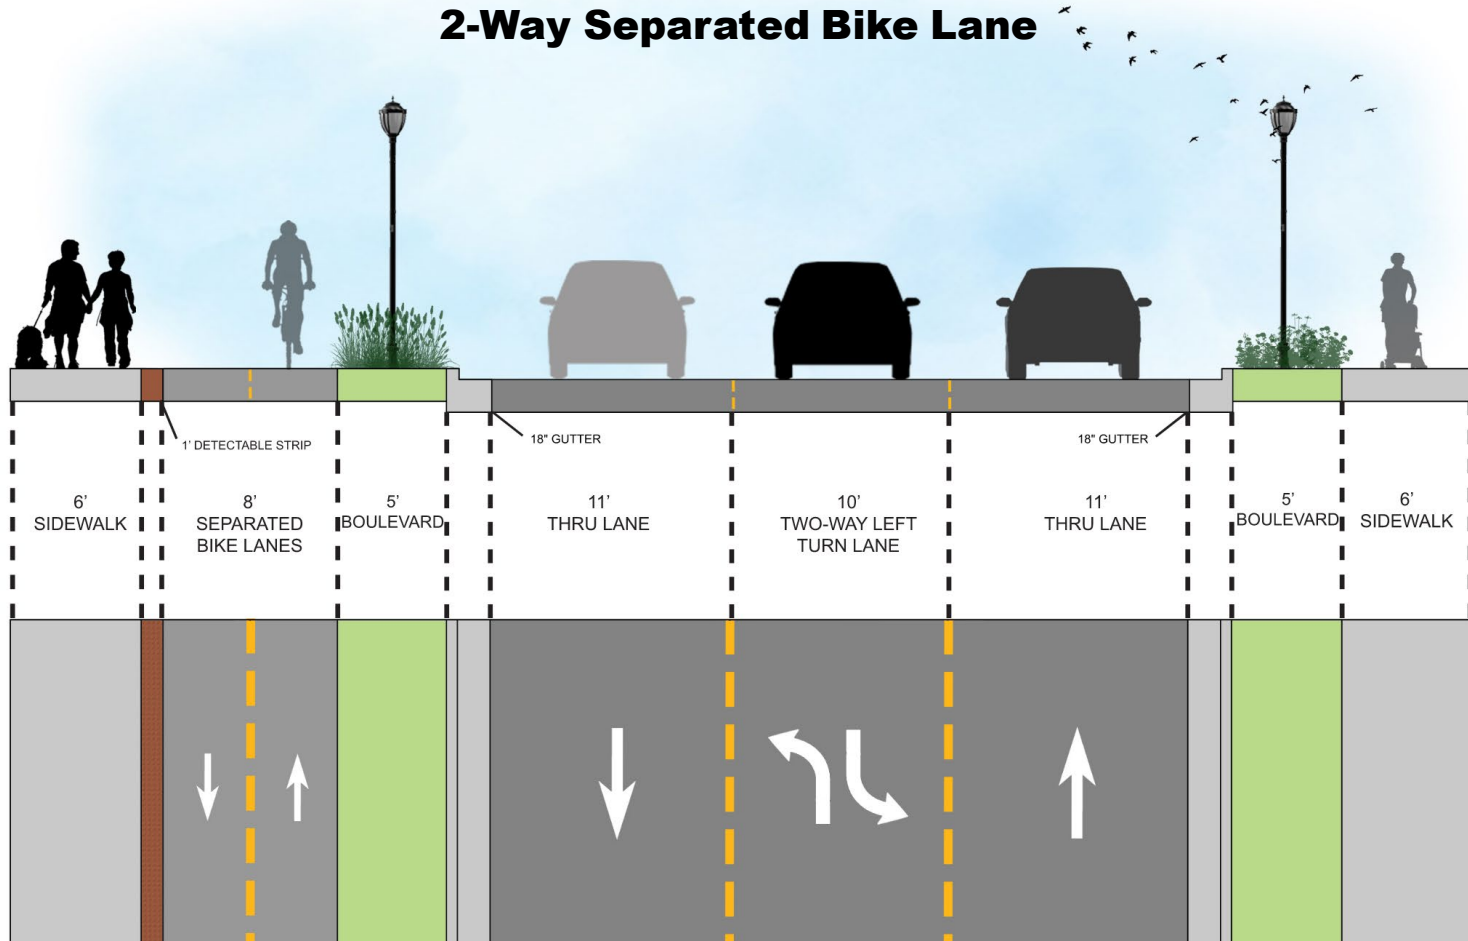 2-Way Separated Bike Lane
1' DETECTABLE STRIP
18" GUTTER
18" GUTTER
6'
SIDEWALK
8'
SEPARATED
BIKE LANES
5'
BOULEVARD
11'
THRU LANE
10'
TWO-WAY LEFT
TURN LANE
11'
THRU LANE
5'
BOULEVARD
6'
SIDEWALK